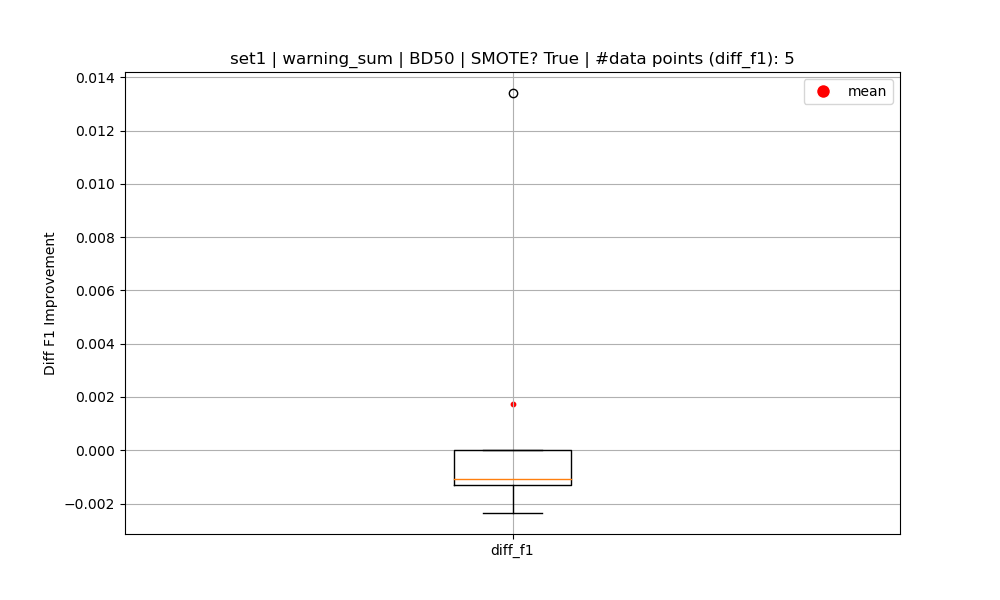 set1 | warning_sum | BD50 | SMOTE? True | #data points (diff_f1): 5
mean
0.014
0.012
0.010
0.008
0.006
0.004
0.002
0.000
−0.002
Diff F1 Improvement
diff_f1